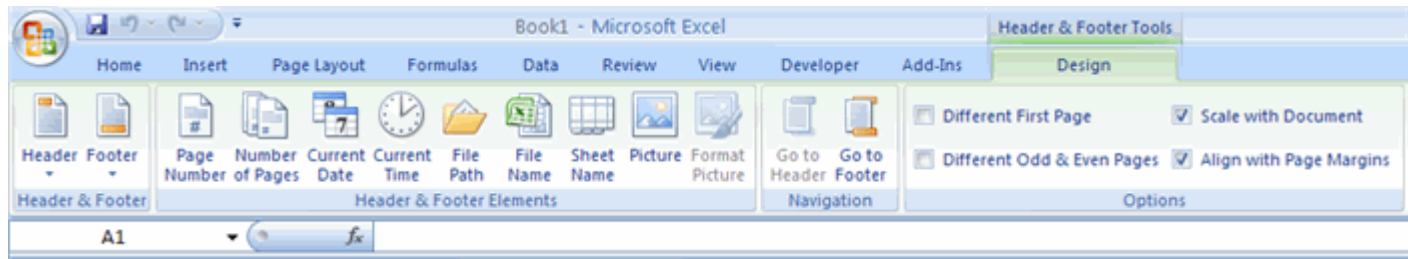 Book1 - Microsoft Excel
Header & Footer Tools
Home Insert Page Layout Formulas Data Review View Developer Add-Ins Design
Header Footer Page Number Number of Pages Current Date Current Time File Path File Name Sheet Name Picture Format Picture Go to Header Go to Footer
Different First Page Scale with Document
Different Odd & Even Pages Align with Page Margins
Header & Footer Header & Footer Elements Navigation Options
A1 fx